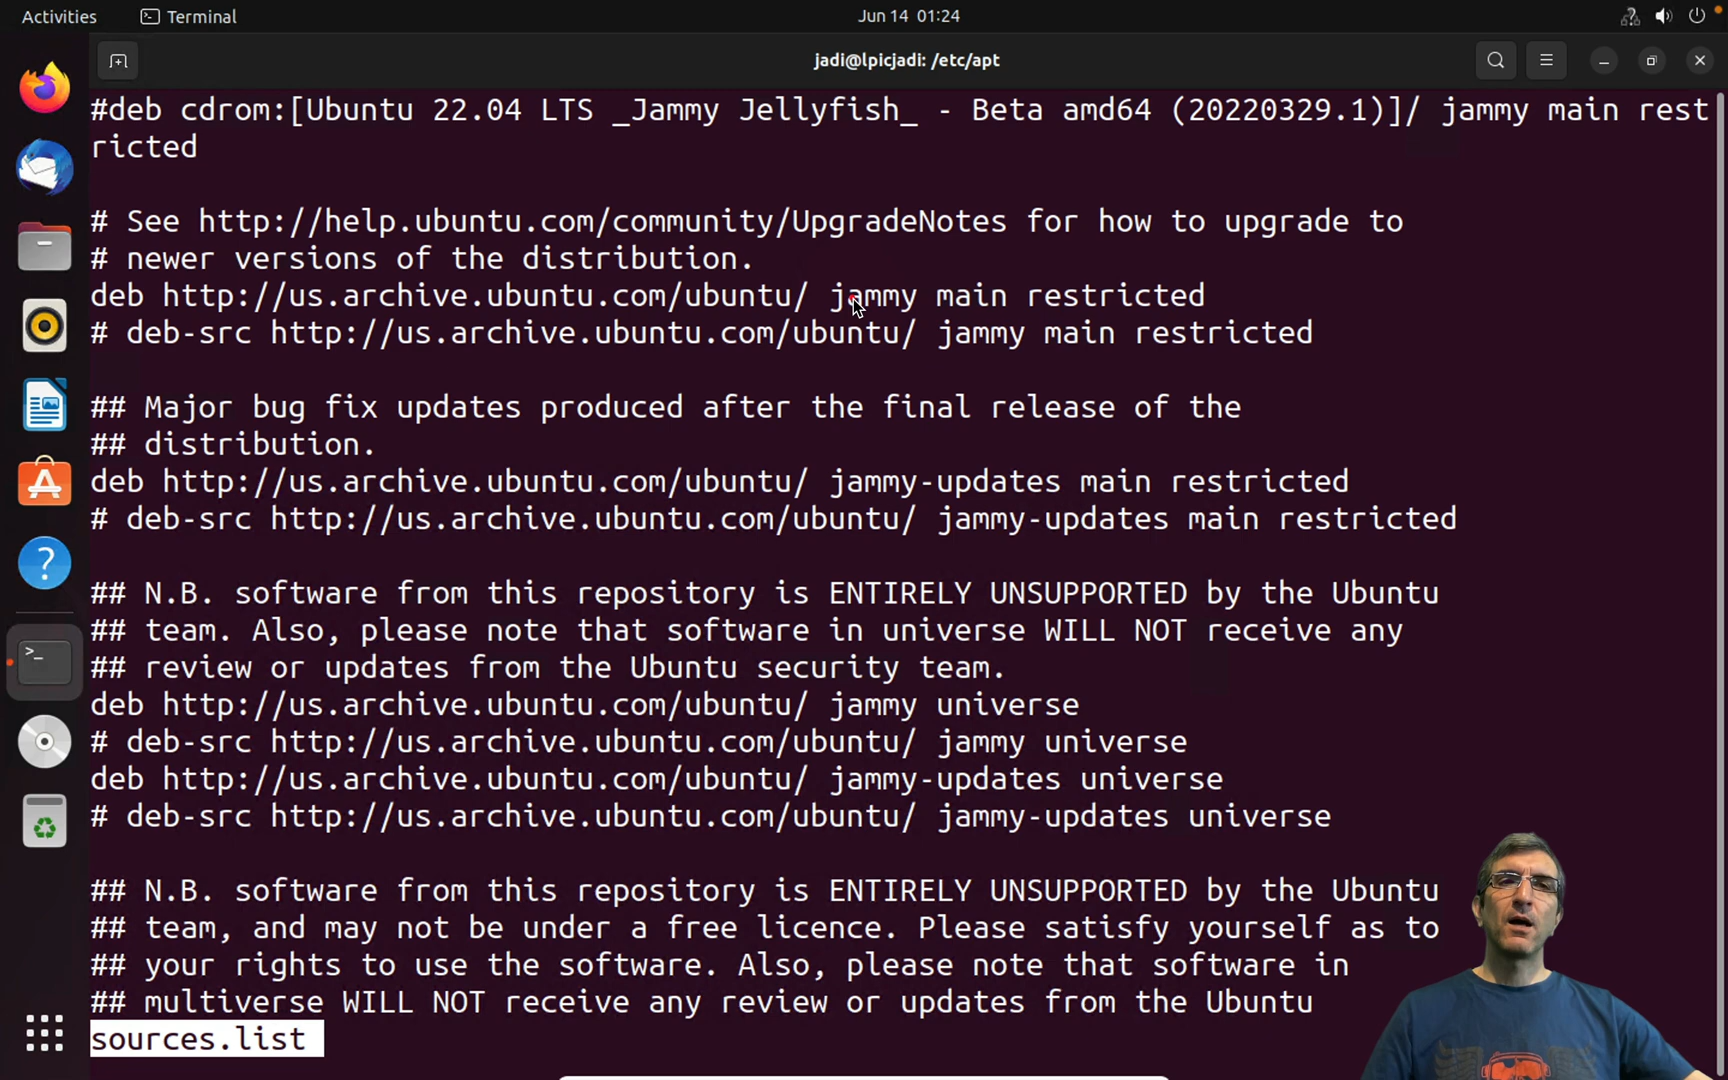 Activities
Terminal
Jun 14 01:24
jadi@lpicjadi: /etc/apt
#deb cdrom:[Ubuntu 22.04 LTS _Jammy Jellyfish_ - Beta amd64 (20220329.1)]/ jammy main rest
ricted
# See http://help.ubuntu.com/community/UpgradeNotes for how to upgrade to
# newer versions of the distribution.
deb http://us.archive.ubuntu.com/ubuntu/ jammy main restricted
# deb-src http://us.archive.ubuntu.com/ubuntu/ jammy main restricted
## Major bug fix updates produced after the final release of the
## distribution.
deb http://us.archive.ubuntu.com/ubuntu/ jammy-updates main restricted
# deb-src http://us.archive.ubuntu.com/ubuntu/ jammy-updates main restricted
## N.B. software from this repository is ENTIRELY UNSUPPORTED by the Ubuntu
## team. Also, please note that software in universe WILL NOT receive any
## review or updates from the Ubuntu security team.
deb http://us.archive.ubuntu.com/ubuntu/ jammy universe
# deb-src http://us.archive.ubuntu.com/ubuntu/ jammy universe
deb http://us.archive.ubuntu.com/ubuntu/ jammy-updates universe
# deb-src http://us.archive.ubuntu.com/ubuntu/ jammy-updates universe
## N.B. software from this repository is ENTIRELY UNSUPPORTED by the Ubuntu
## team, and may not be under a free licence. Please satisfy yourself as to
## your rights to use the software. Also, please note that software in
## multiverse WILL NOT receive any review or updates from the Ubuntu
sources.list